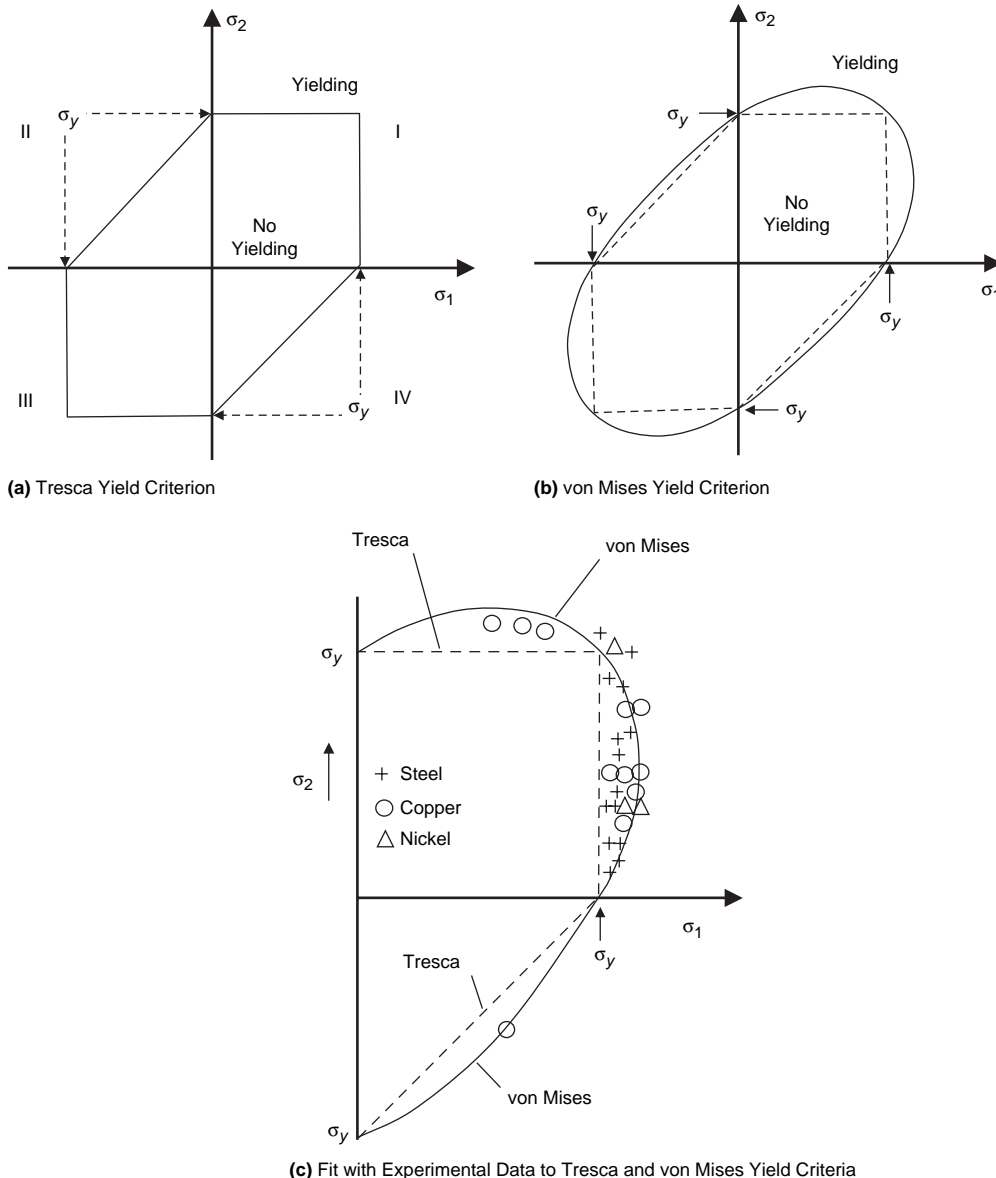 σ2
Yielding
II
σy
I
No
Yielding
σ1
III
σy
IV
(a) Tresca Yield Criterion
σ2
Yielding
σy
No
Yielding
σy
σ1
σy
σy
(b) von Mises Yield Criterion
Tresca
von Mises
σy
σ2
+ Steel
Copper
Nickel
σ1
σy
Tresca
von Mises
σy
(c) Fit with Experimental Data to Tresca and von Mises Yield Criteria